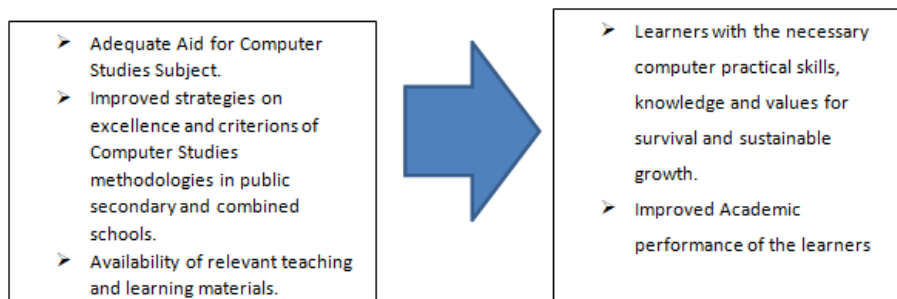 ➢ Adequate Aid for Computer
Studies Subject.
➢ Improved strategies on
excellence and criterions of
Computer Studies
methodologies in public
secondary and combined
schools.
➢ Availability of relevant teaching
and learning materials.
➢ Learners with the necessary
computer practical skills,
knowledge and values for
survival and sustainable
growth.
➢ Improved Academic
performance of the learners